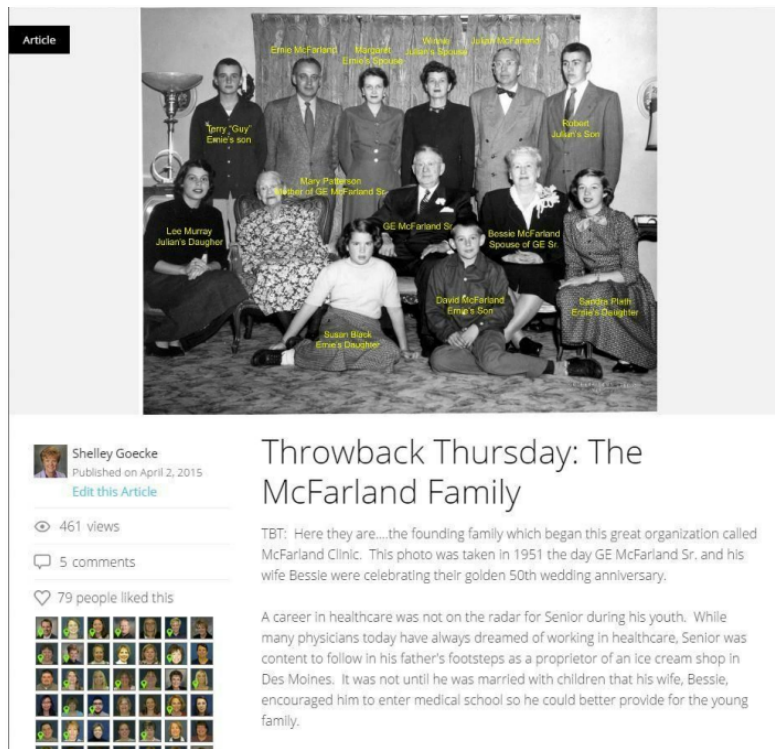 Article
Ernie McFarland
Margaret
Ernie's Spouse
Winnie
Julian's Spouse
Julian McFarland
Terry "Guy"
Ernie's son
Robert
Julian's Son
Mary Patterson
Mother of GE McFarland Sr.
Lee Murray
Julian's Daugher
GE McFarland Sr.
Bessie McFarland
Spouse of GE Sr.
David McFarland
Ernie's Son
Sandra Plath
Ernie's Daughter
Susan Black
Ernie's Daughter
Shelley Goecke
Published on April 2, 2015
Edit this Article
461 views
5 comments
79 people liked this
Throwback Thursday: The
McFarland Family
TBT: Here they are....the founding family which began this great organization called
McFarland Clinic. This photo was taken in 1951 the day GE McFarland Sr. and his
wife Bessie were celebrating their golden 50th wedding anniversary.
A career in healthcare was not on the radar for Senior during his youth. While
many physicians today have always dreamed of working in healthcare, Senior was
content to follow in his father's footsteps as a proprietor of an ice cream shop in
Des Moines. It was not until he was married with children that his wife, Bessie,
encouraged him to enter medical school so he could better provide for the young
family.